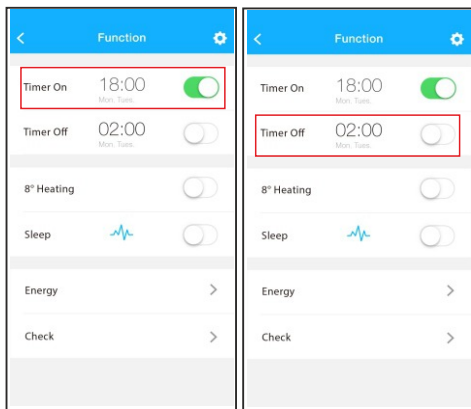 Function
Timer On 18:00
Mon. Tues.
Timer Off 02:00
Mon. Tues.
8° Heating
Sleep
Energy
Check
Function
Timer On 18:00
Mon. Tues.
Timer Off 02:00
Mon. Tues.
8° Heating
Sleep
Energy
Check